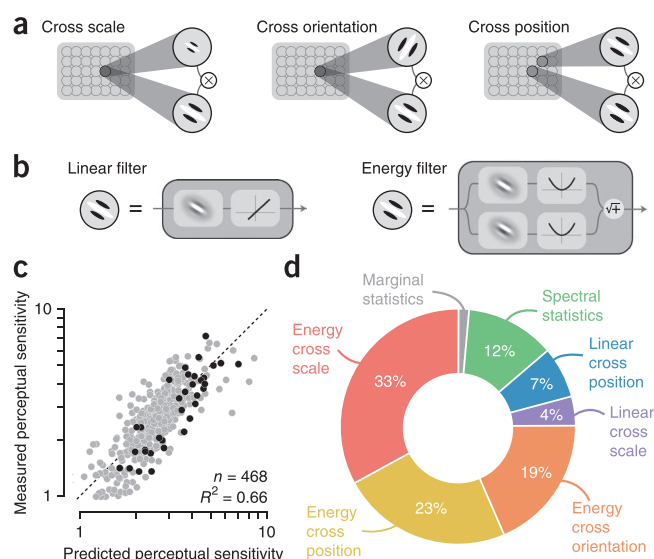 a
Cross scale
Cross orientation
Cross position
b
Linear filter
Energy filter
=
=
√+
c
Measured perceptual sensitivity
10
1
n = 468
R² = 0.66
1
10
Predicted perceptual sensitivity
d
Marginal
statistics
Spectral
statistics
Energy
cross
scale
Linear
cross
position
Linear
cross
scale
Energy
cross
orientation
Energy
cross
position
12%
7%
4%
19%
23%
33%